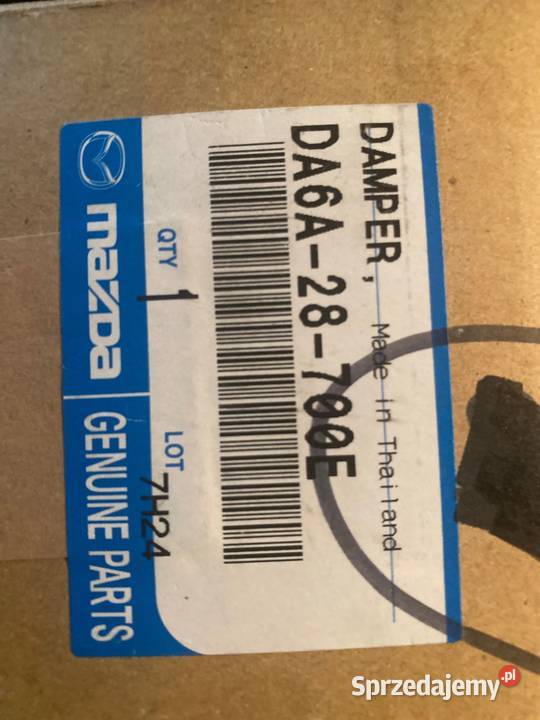 DAMPER,
Made in Thailand
DA6A-28-700E
QTY 1
LOT 7H24
mazda GENUINE PARTS
Sprzedajemy.pl